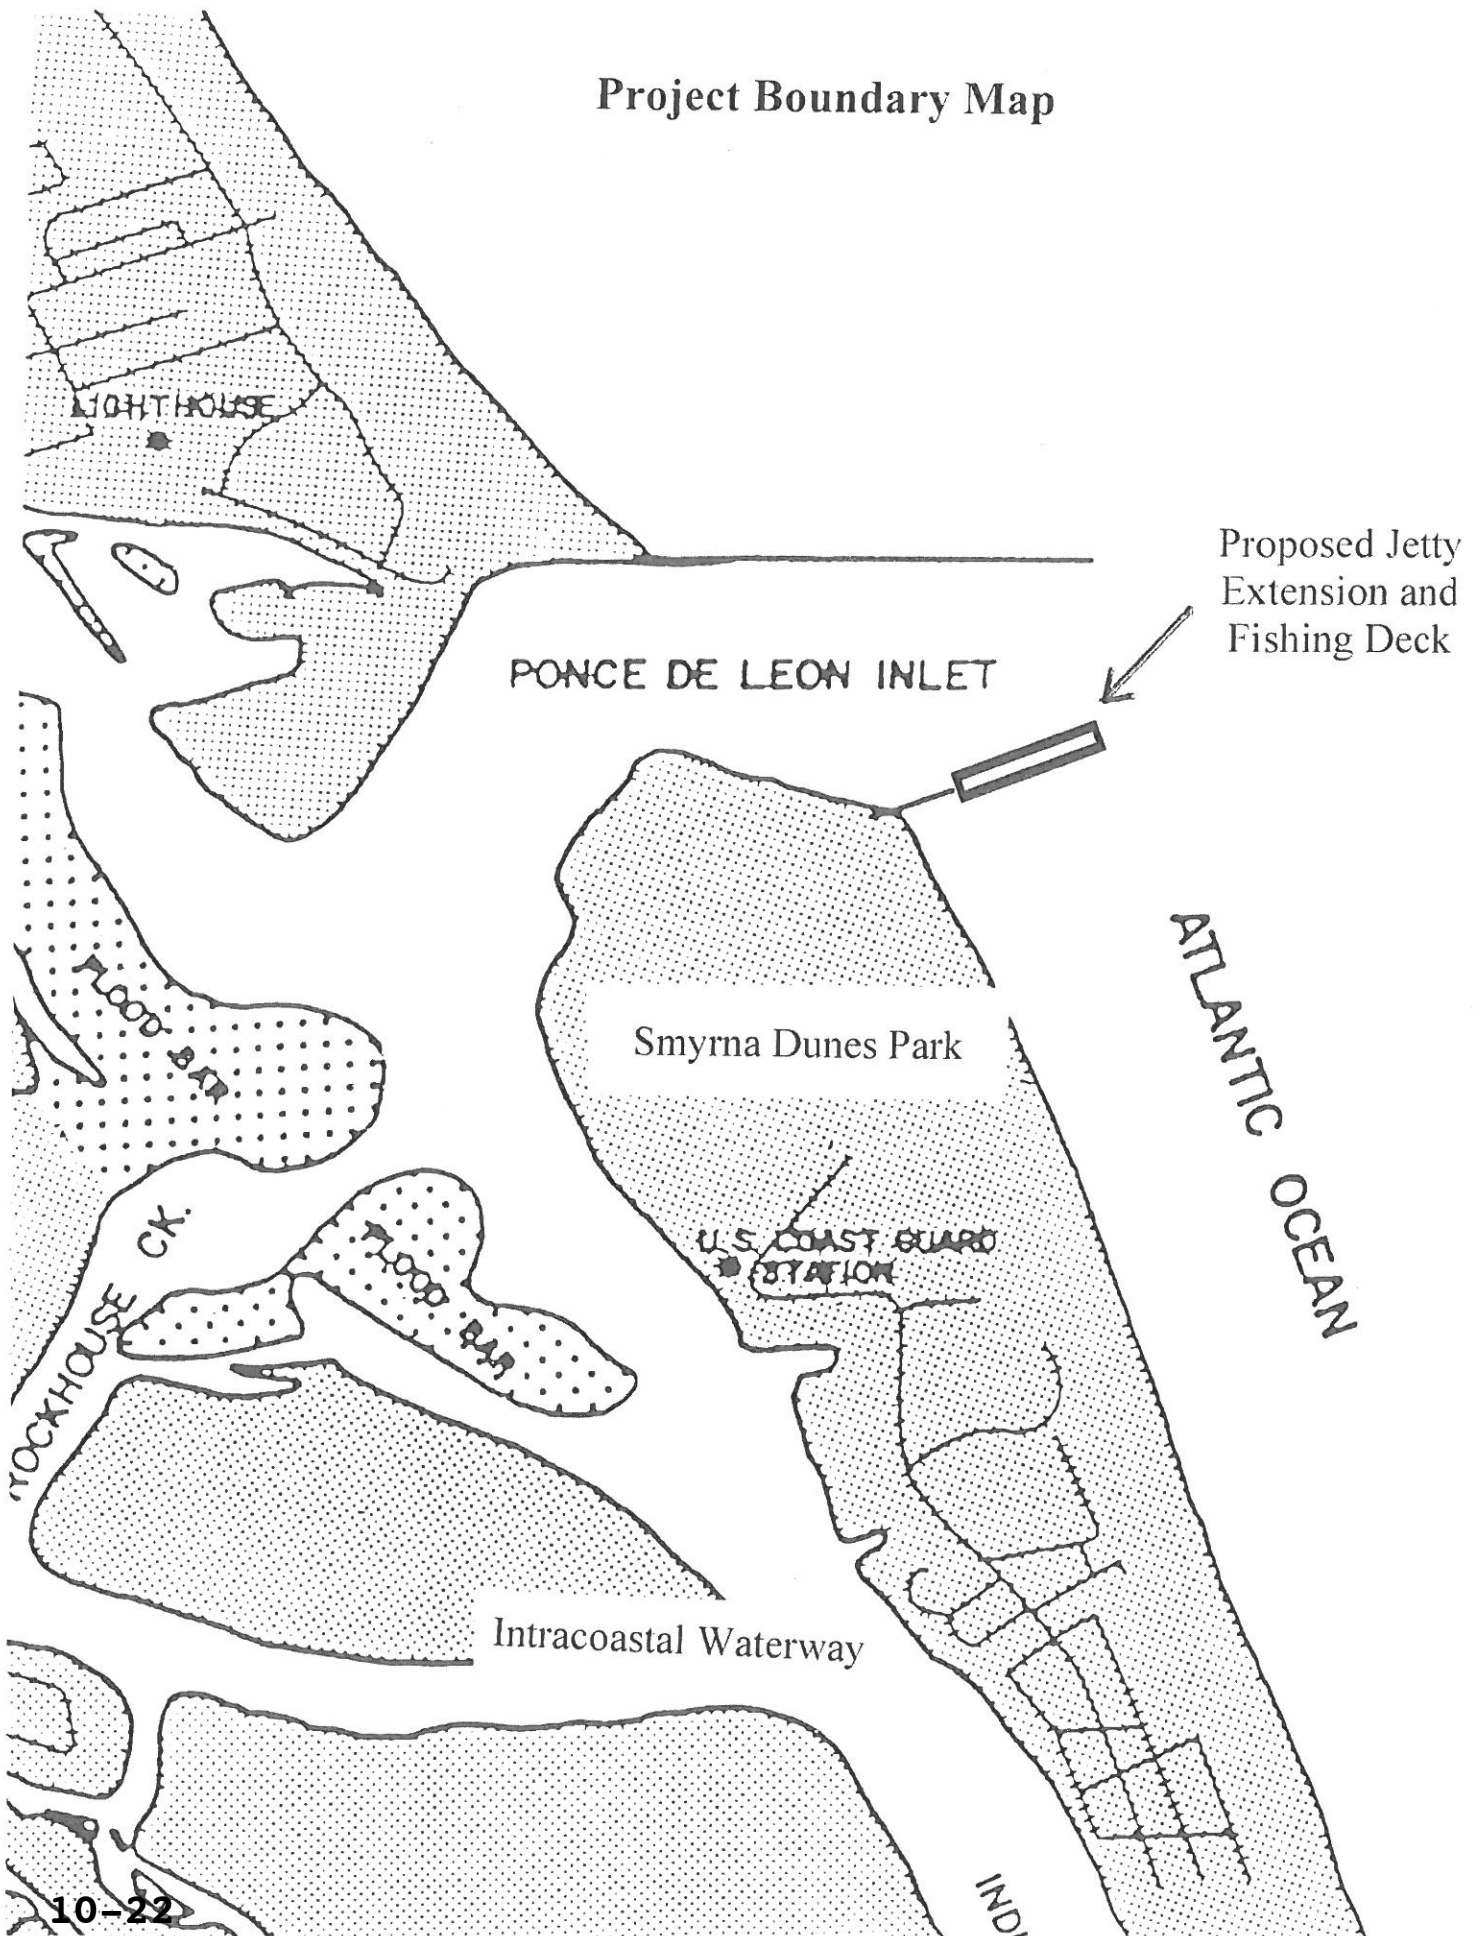 Project Boundary Map
LIGHTHOUSE
Proposed Jetty
Extension and
Fishing Deck
PONCE DE LEON INLET
ATLANTIC OCEAN
FLOOD BAR
Smyrna Dunes Park
CK.
FLOOD BAR
U.S. COAST GUARD
STATION
Intracoastal Waterway
10-22